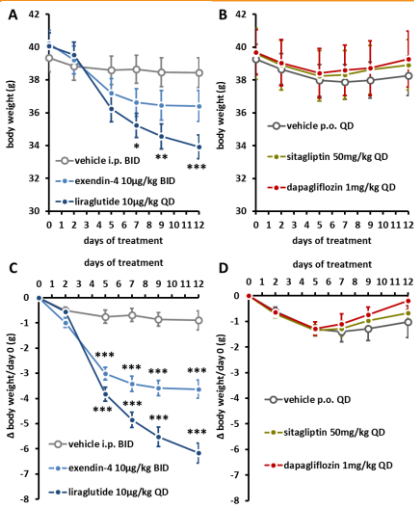 A
B
42
40
38
36
34
32
30
body weight (g)
vehicle i.p. BID
exendin-4 10µg/kg BID
liraglutide 10µg/kg QD
*
**
***
0 1 2 3 4 5 6 7 8 9 10 11 12
days of treatment
42
40
38
36
34
32
30
body weight (g)
vehicle p.o. QD
sitagliptin 50mg/kg QD
dapagliflozin 1mg/kg QD
0 1 2 3 4 5 6 7 8 9 10 11 12
days of treatment
C
D
days of treatment
0 1 2 3 4 5 6 7 8 9 10 11 12
0
-1
-2
-3
-4
-5
-6
-7
-8
Δ body weight/day 0 (g)
*** *** *** ***
*** *** *** ***
vehicle i.p. BID
exendin-4 10µg/kg BID
liraglutide 10µg/kg QD
days of treatment
0 1 2 3 4 5 6 7 8 9 10 11 12
0
-1
-2
-3
-4
-5
-6
-7
-8
Δ body weight/day 0 (g)
vehicle p.o. QD
sitagliptin 50mg/kg QD
dapagliflozin 1mg/kg QD